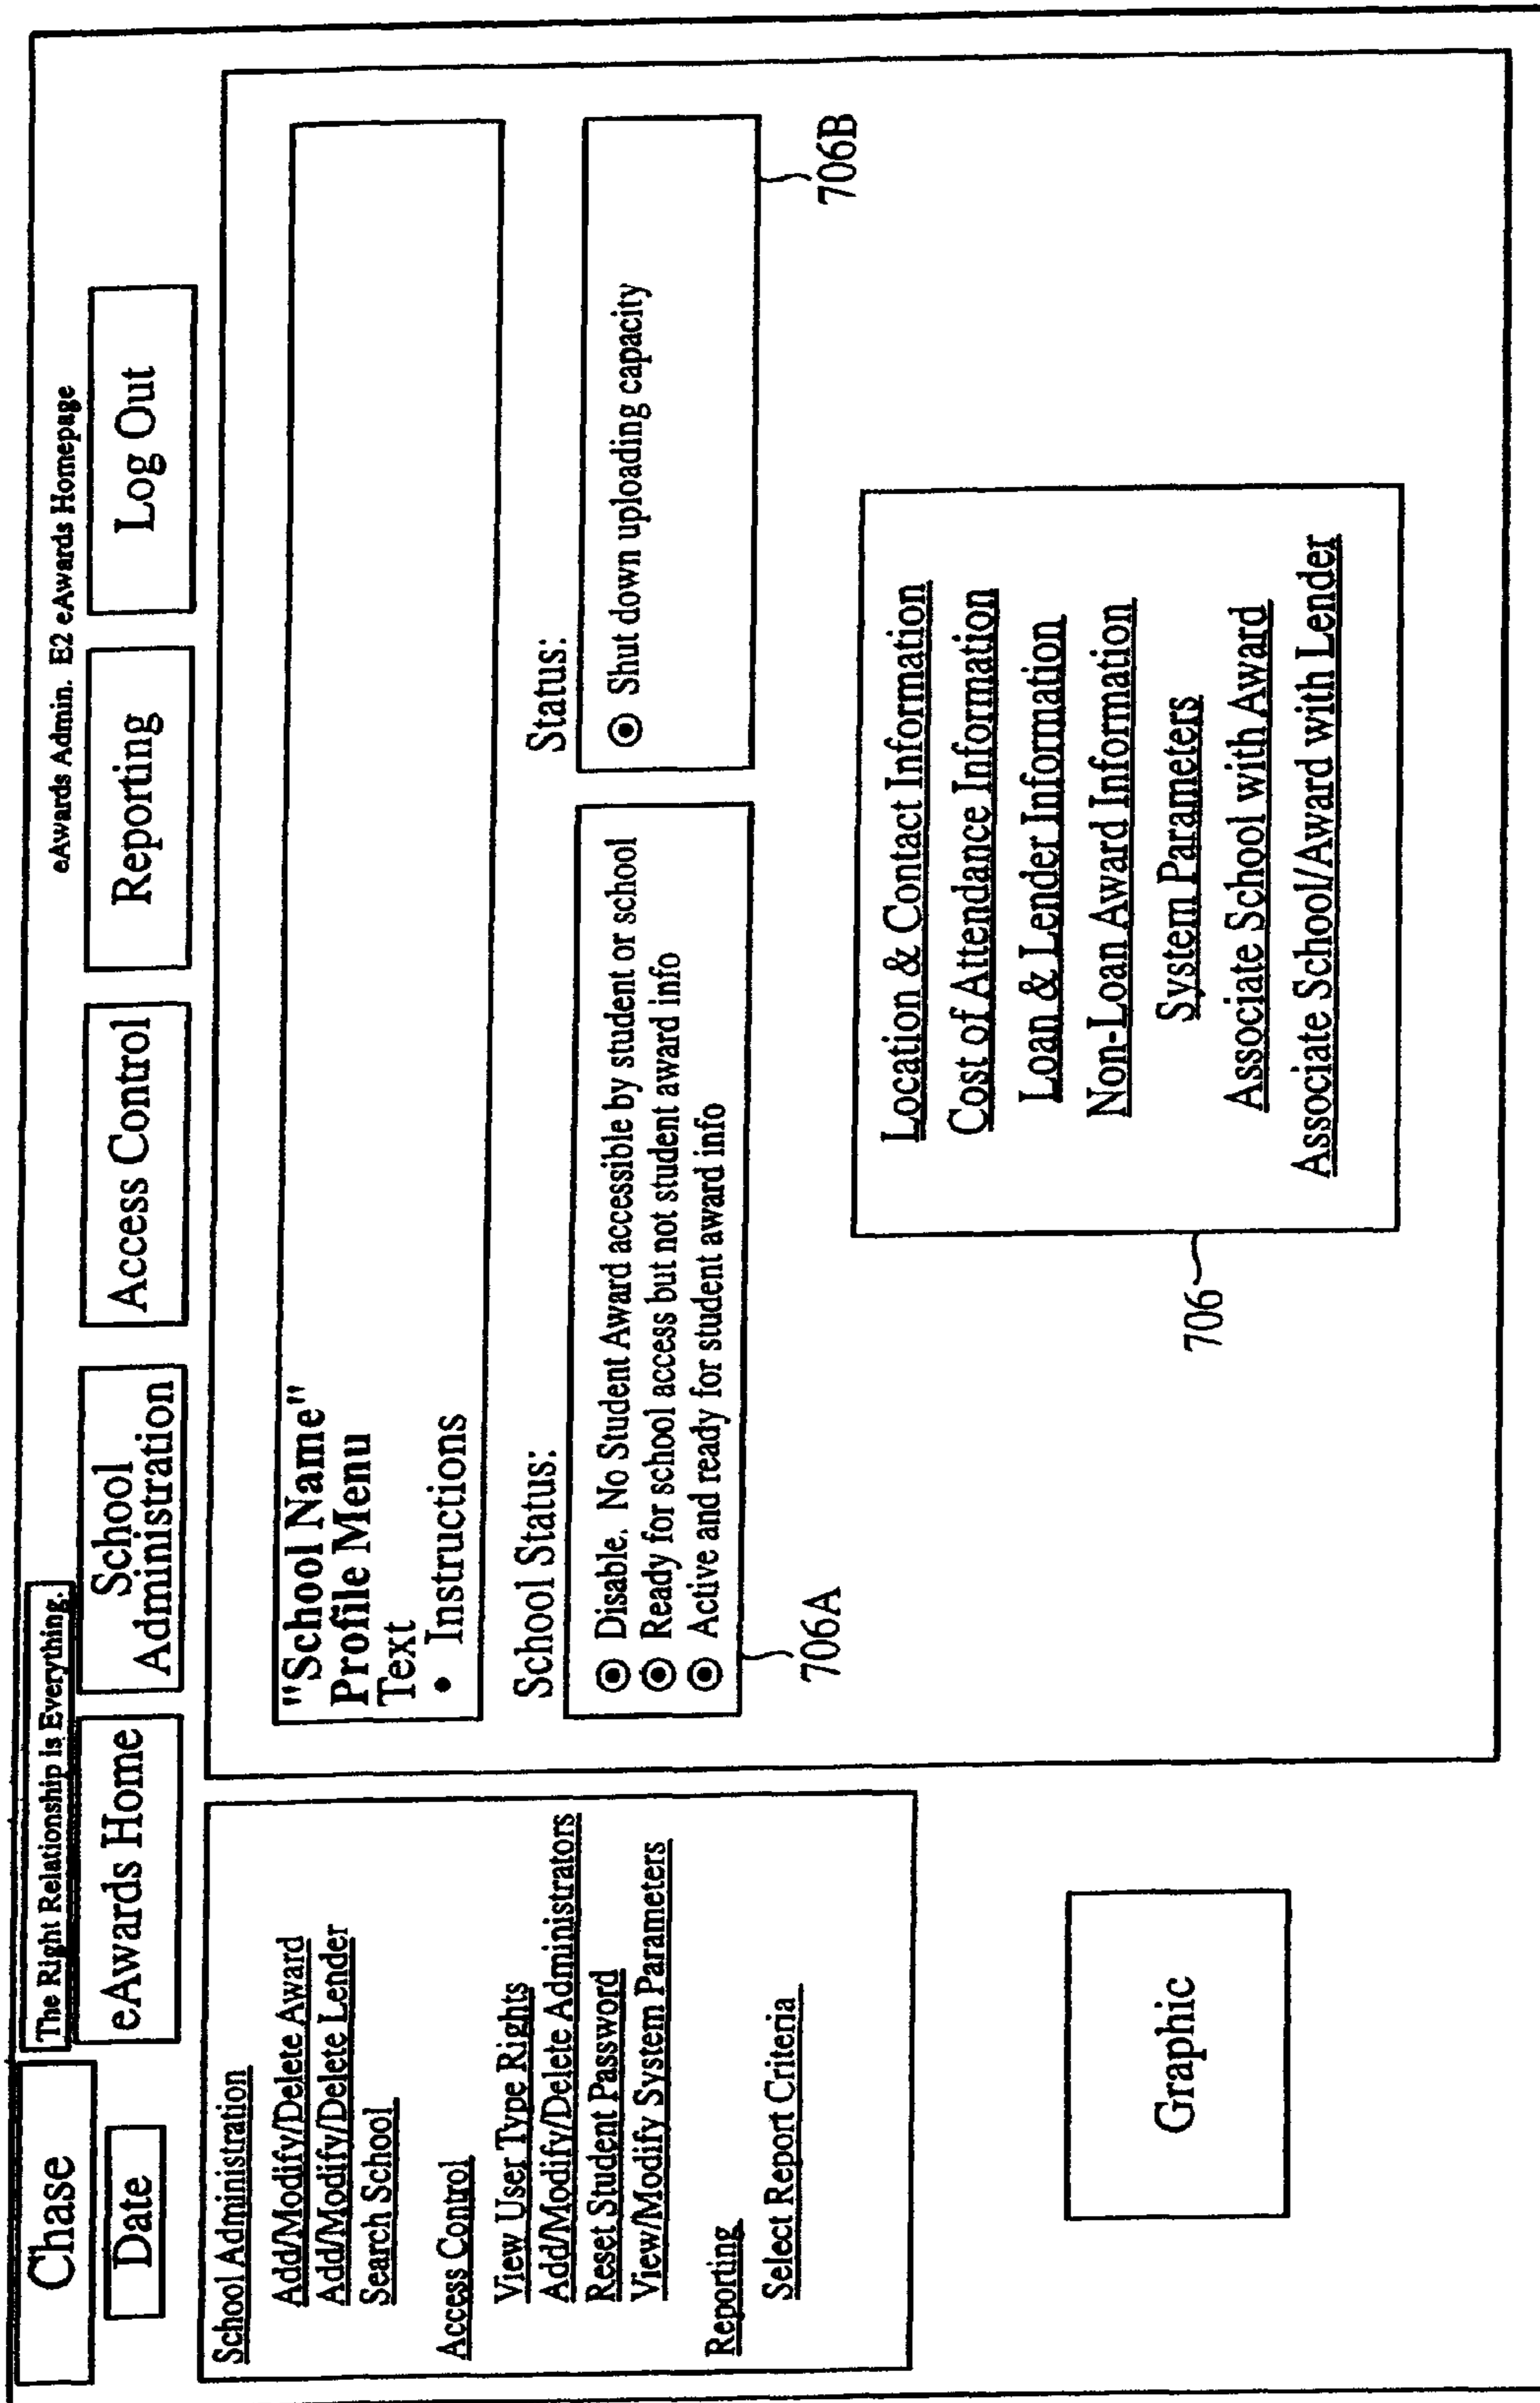 Chase
The Right Relationship is Everything.
eAwards Admin. E2 eAwards Homepage
Date
eAwards Home
School
Administration
Access Control
Reporting
Log Out
School Administration
Add/Modify/Delete Award
Add/Modify/Delete Lender
Search School
Access Control
View User Type Rights
Add/Modify/Delete Administrators
Reset Student Password
View/Modify System Parameters
Reporting
Select Report Criteria
Graphic
"School Name"
Profile Menu
Text
• Instructions
School Status:
Disable. No Student Award accessible by student or school
Ready for school access but not student award info
Active and ready for student award info
706A
Status:
Shut down uploading capacity
706B
Location & Contact Information
Cost of Attendance Information
Loan & Lender Information
Non-Loan Award Information
System Parameters
Associate School with Award
Associate School/Award with Lender
706